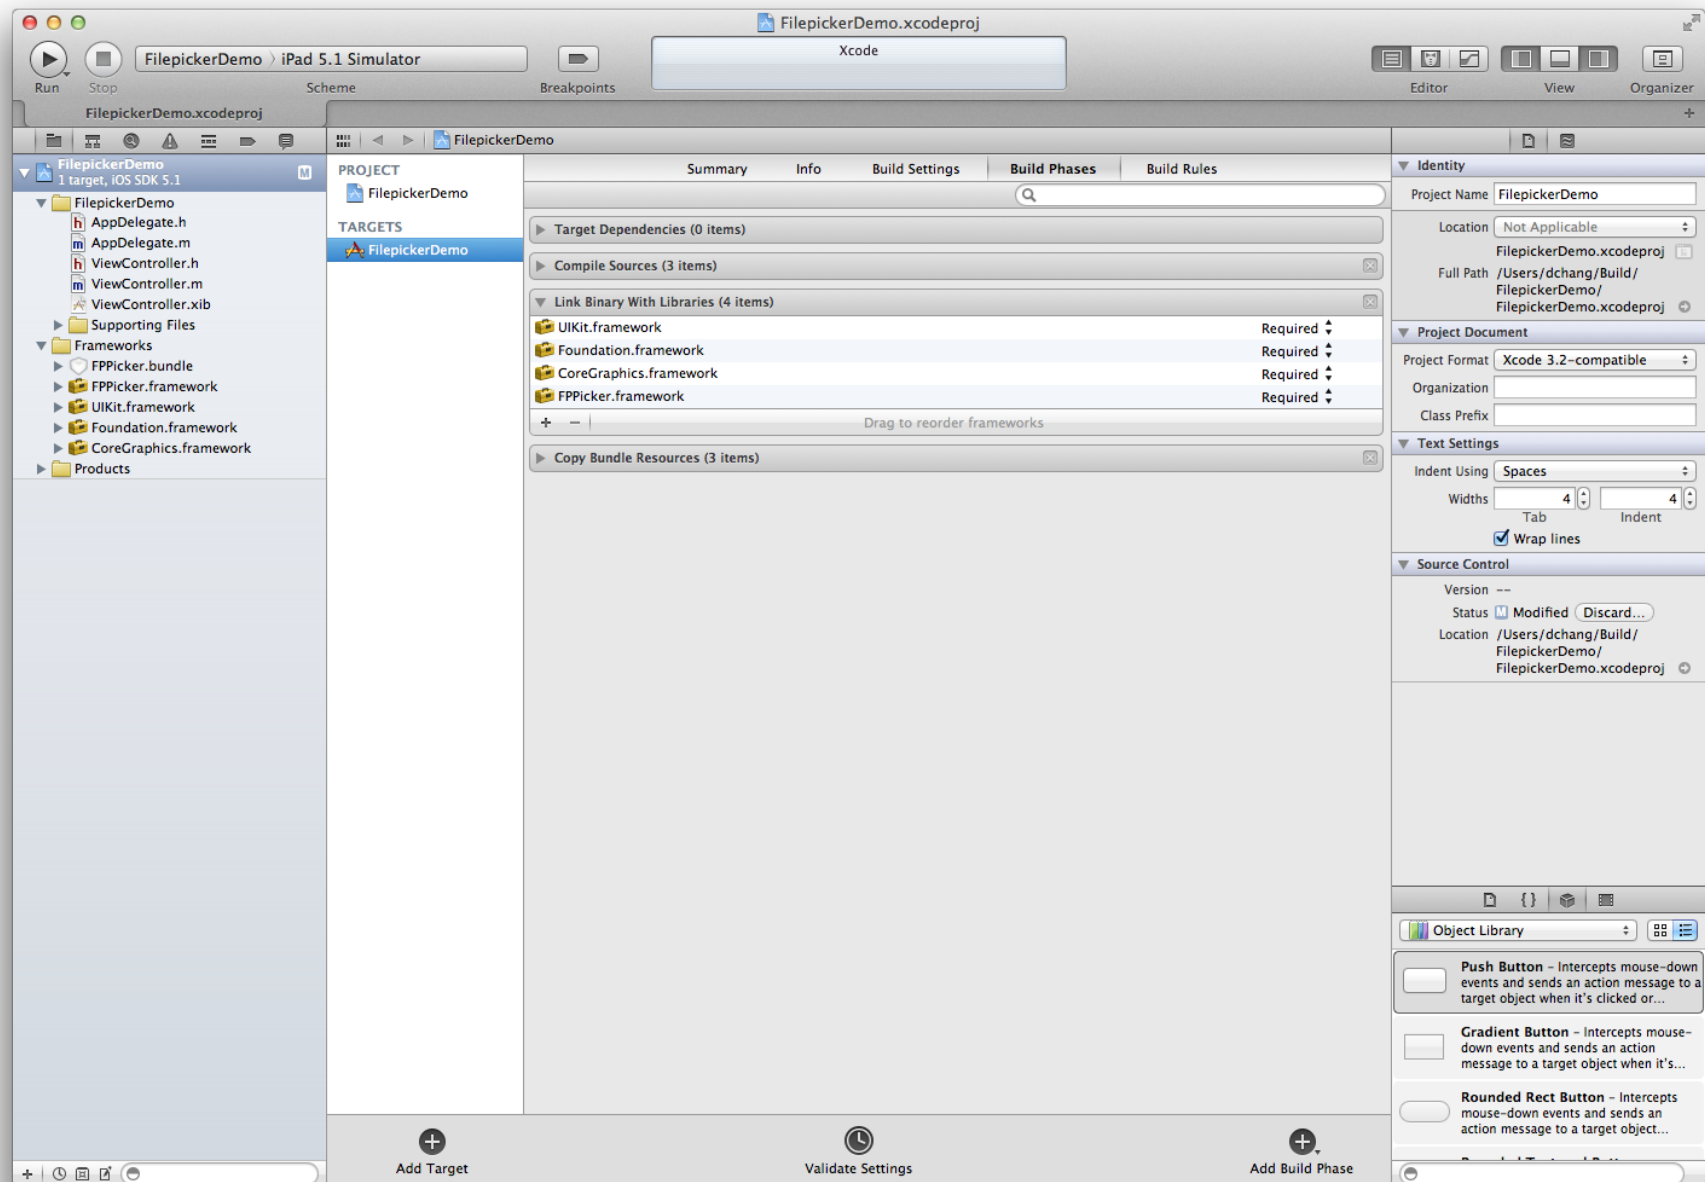 FilepickerDemo.xcodeproj
FilepickerDemo › iPad 5.1 Simulator
Xcode
Run
Stop
Scheme
Breakpoints
Editor
View
Organizer
FilepickerDemo.xcodeproj
FilepickerDemo
1 target, iOS SDK 5.1
M
FilepickerDemo
h AppDelegate.h
m AppDelegate.m
h ViewController.h
m ViewController.m
ViewController.xib
Supporting Files
Frameworks
FPPicker.bundle
FPPicker.framework
UIKit.framework
Foundation.framework
CoreGraphics.framework
Products
FilepickerDemo
PROJECT
FilepickerDemo
TARGETS
FilepickerDemo
Summary
Info
Build Settings
Build Phases
Build Rules
Target Dependencies (0 items)
Compile Sources (3 items)
Link Binary With Libraries (4 items)
UIKit.framework Required
Foundation.framework Required
CoreGraphics.framework Required
FPPicker.framework Required
+ − Drag to reorder frameworks
Copy Bundle Resources (3 items)
Add Target
Validate Settings
Add Build Phase
Identity
Project Name FilepickerDemo
Location Not Applicable
FilepickerDemo.xcodeproj
Full Path /Users/dchang/Build/
FilepickerDemo/
FilepickerDemo.xcodeproj
Project Document
Project Format Xcode 3.2-compatible
Organization
Class Prefix
Text Settings
Indent Using Spaces
Widths 4 4
Tab Indent
Wrap lines
Source Control
Version --
Status M Modified Discard...
Location /Users/dchang/Build/
FilepickerDemo/
FilepickerDemo.xcodeproj
{}
Object Library
Push Button - Intercepts mouse-down
events and sends an action message to a
target object when it's clicked or...
Gradient Button - Intercepts mouse-
down events and sends an action
message to a target object when it's...
Rounded Rect Button - Intercepts
mouse-down events and sends an
action message to a target object...